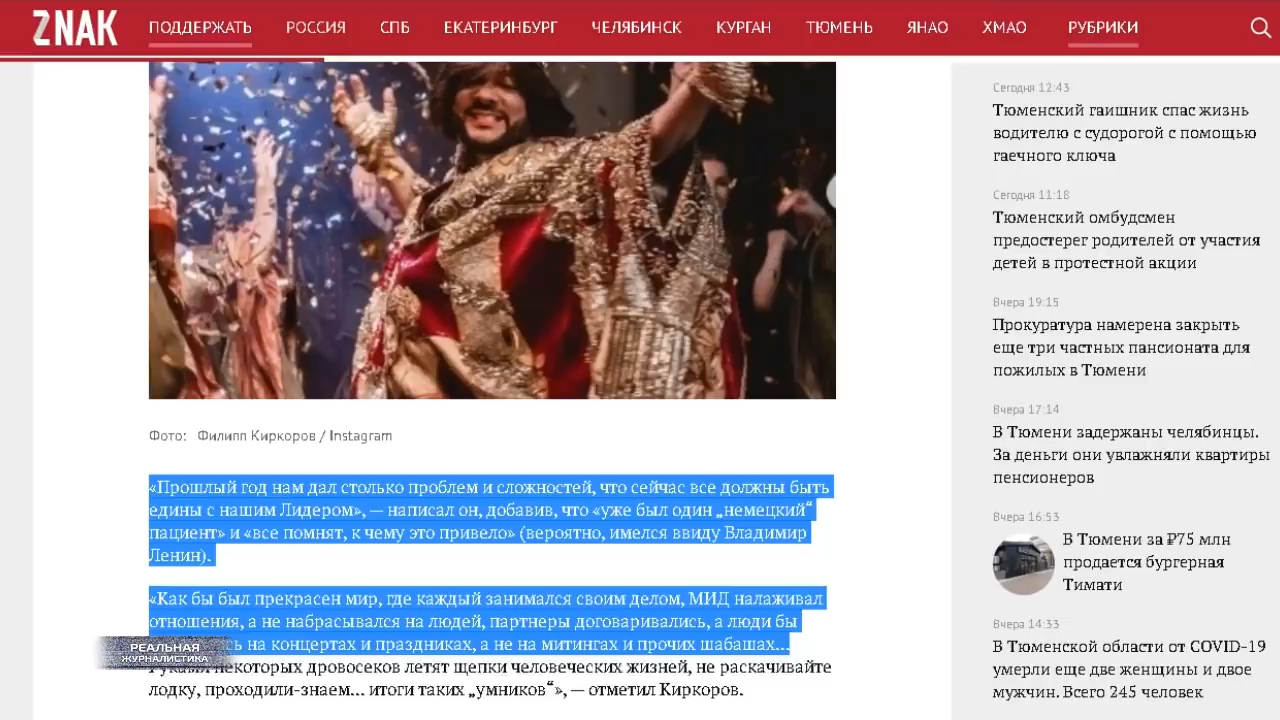 ZNAK ПОДДЕРЖАТЬ РОССИЯ СПБ ЕКАТЕРИНБУРГ ЧЕЛЯБИНСК КУРГАН ТЮМЕНЬ ЯНАО ХМАО РУБРИКИ
Фото: Филипп Киркоров / Instagram
«Прошлый год нам дал столько проблем и сложностей, что сейчас все должны быть
едины с нашим Лидером», — написал он, добавив, что «уже был один „немецкий“
пациент» и «все помнят, к чему это привело» (вероятно, имелся ввиду Владимир
Ленин).
«Как бы был прекрасен мир, где каждый занимался своим делом, МИД налаживал
отношения, а не набрасывался на людей, партнеры договаривались, а люди бы
на концертах и праздниках, а не на митингах и прочих шабашах...
некоторых дровосеков летят щепки человеческих жизней, не раскачивайте
лодку, проходили-знаем... итоги таких „умников“», — отметил Киркоров.
РЕАЛЬНАЯ
ЖУРНАЛИСТИКА
Сегодня 12:43
Тюменский гаишник спас жизнь
водителю с судорогой с помощью
гаечного ключа
Сегодня 11:18
Тюменский омбудсмен
предостерег родителей от участия
детей в протестной акции
Вчера 19:15
Прокуратура намерена закрыть
еще три частных пансионата для
пожилых в Тюмени
Вчера 17:14
В Тюмени задержаны челябинцы.
За деньги они увлажняли квартиры
пенсионеров
Вчера 16:53
В Тюмени за ₽75 млн
продается бургерная
Тимати
Вчера 14:33
В Тюменской области от COVID-19
умерли еще две женщины и двое
мужчин. Всего 245 человек